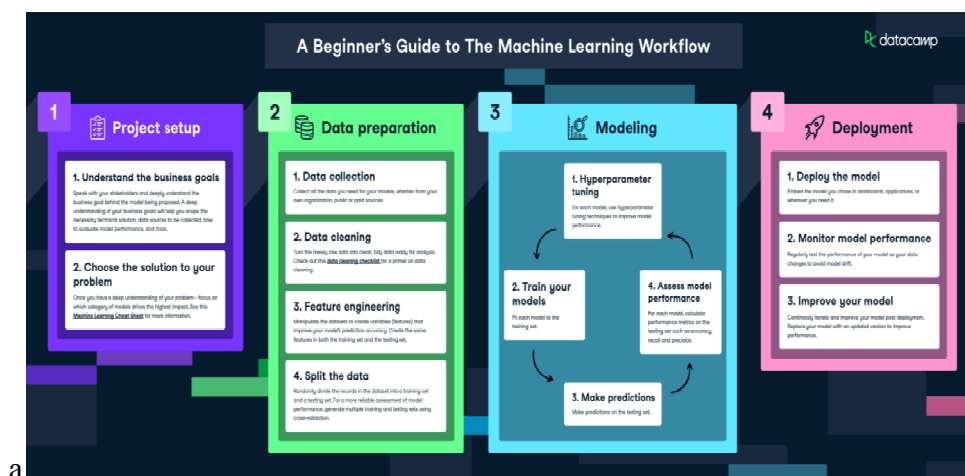 A Beginner's Guide to The Machine Learning Workflow
datacamp
1
Project setup
1. Understand the business goals
Speak with your stakeholders and deeply understand the
business goal behind the model being proposed. A deep
understanding of your business goals will help you scope the
necessary technical solution, data sources to be collected, how
to evaluate model performance, and more.
2. Choose the solution to your
problem
Once you have a deep understanding of your problem - focus on
which category of models drives the highest impact. See this
Machine Learning Cheat Sheet for more information.
2
Data preparation
1. Data collection
Collect all the data you need for your models, whether from your
own organization, public or paid sources.
2. Data cleaning
Turn the messy raw data into clean, tidy data ready for analysis.
Check out this data cleaning checklist for a primer on data
cleaning.
3. Feature engineering
Manipulate the datasets to create variables (features) that
improve your model's prediction accuracy. Create the same
features in both the training set and the testing set.
4. Split the data
Randomly divide the records in the dataset into a training set
and a testing set. For a more reliable assessment of model
performance, generate multiple training and testing sets using
cross-validation.
3
Modeling
1. Hyperparameter
tuning
For each model, use hyperparameter
tuning techniques to improve model
performance.
2. Train your
models
Fit each model to the
training set.
3. Make predictions
Make predictions on the testing set.
4. Assess model
performance
For each model, calculate
performance metrics on the
testing set such as accuracy,
recall and precision.
4
Deployment
1. Deploy the model
Embed the model you chose in dashboards, applications, or
wherever you need it.
2. Monitor model performance
Regularly test the performance of your model as your data
changes to avoid model drift.
3. Improve your model
Continuously iterate and improve your model post-deployment.
Replace your model with an updated version to improve
performance.
a